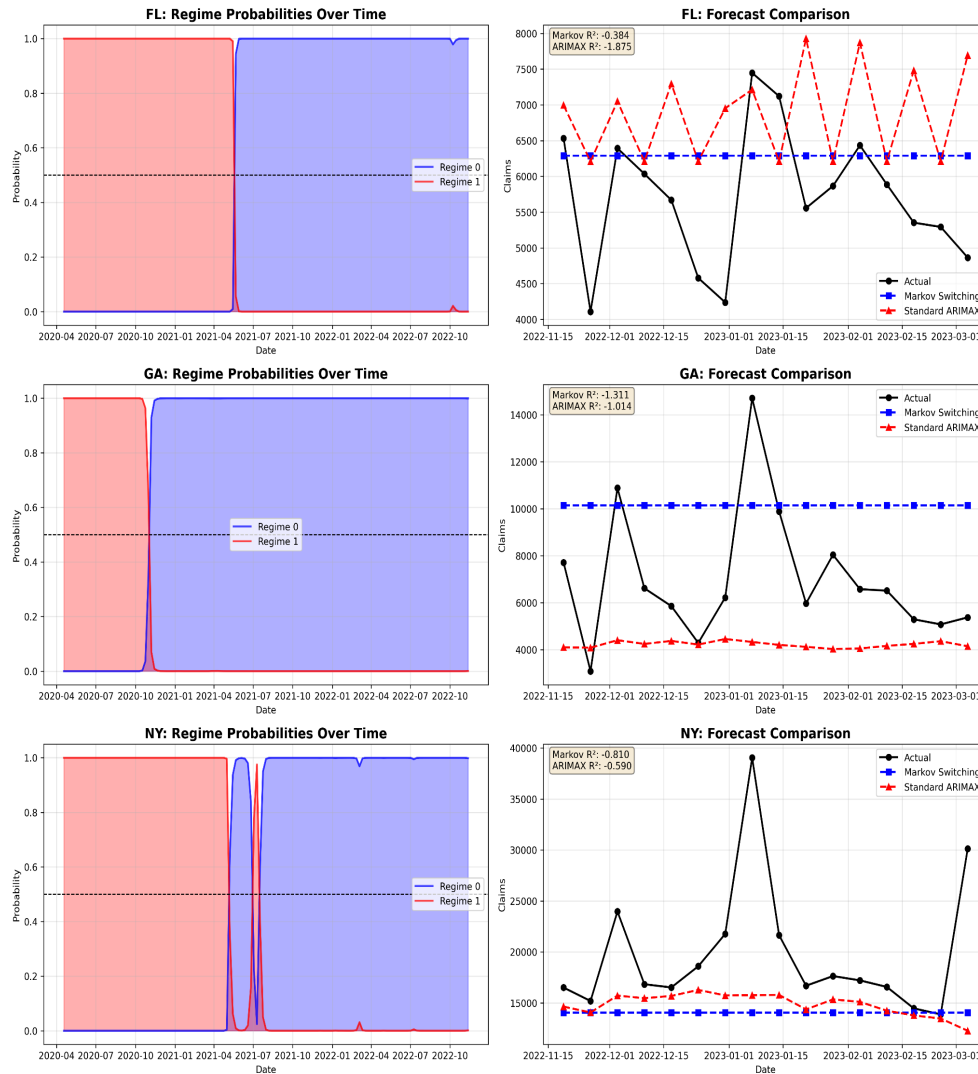 FL: Regime Probabilities Over Time
1.0
0.8
0.6
0.4
0.2
0.0
Probability
Regime 0
Regime 1
2020-04 2020-07 2020-10 2021-01 2021-04 2021-07 2021-10 2022-01 2022-04 2022-07 2022-10
Date
FL: Forecast Comparison
Markov R²: -0.384
ARIMAX R²: -1.875
8000
7500
7000
6500
6000
5500
5000
4500
4000
Claims
Actual
Markov Switching
Standard ARIMAX
2022-11-15 2022-12-01 2022-12-15 2023-01-01 2023-01-15 2023-02-01 2023-02-15 2023-03-01
Date
GA: Regime Probabilities Over Time
1.0
0.8
0.6
0.4
0.2
0.0
Probability
Regime 0
Regime 1
2020-04 2020-07 2020-10 2021-01 2021-04 2021-07 2021-10 2022-01 2022-04 2022-07 2022-10
Date
GA: Forecast Comparison
Markov R²: -1.311
ARIMAX R²: -1.014
14000
12000
10000
8000
6000
4000
Claims
Actual
Markov Switching
Standard ARIMAX
2022-11-15 2022-12-01 2022-12-15 2023-01-01 2023-01-15 2023-02-01 2023-02-15 2023-03-01
Date
NY: Regime Probabilities Over Time
1.0
0.8
0.6
0.4
0.2
0.0
Probability
Regime 0
Regime 1
2020-04 2020-07 2020-10 2021-01 2021-04 2021-07 2021-10 2022-01 2022-04 2022-07 2022-10
Date
NY: Forecast Comparison
Markov R²: -0.810
ARIMAX R²: -0.590
40000
35000
30000
25000
20000
15000
Claims
Actual
Markov Switching
Standard ARIMAX
2022-11-15 2022-12-01 2022-12-15 2023-01-01 2023-01-15 2023-02-01 2023-02-15 2023-03-01
Date